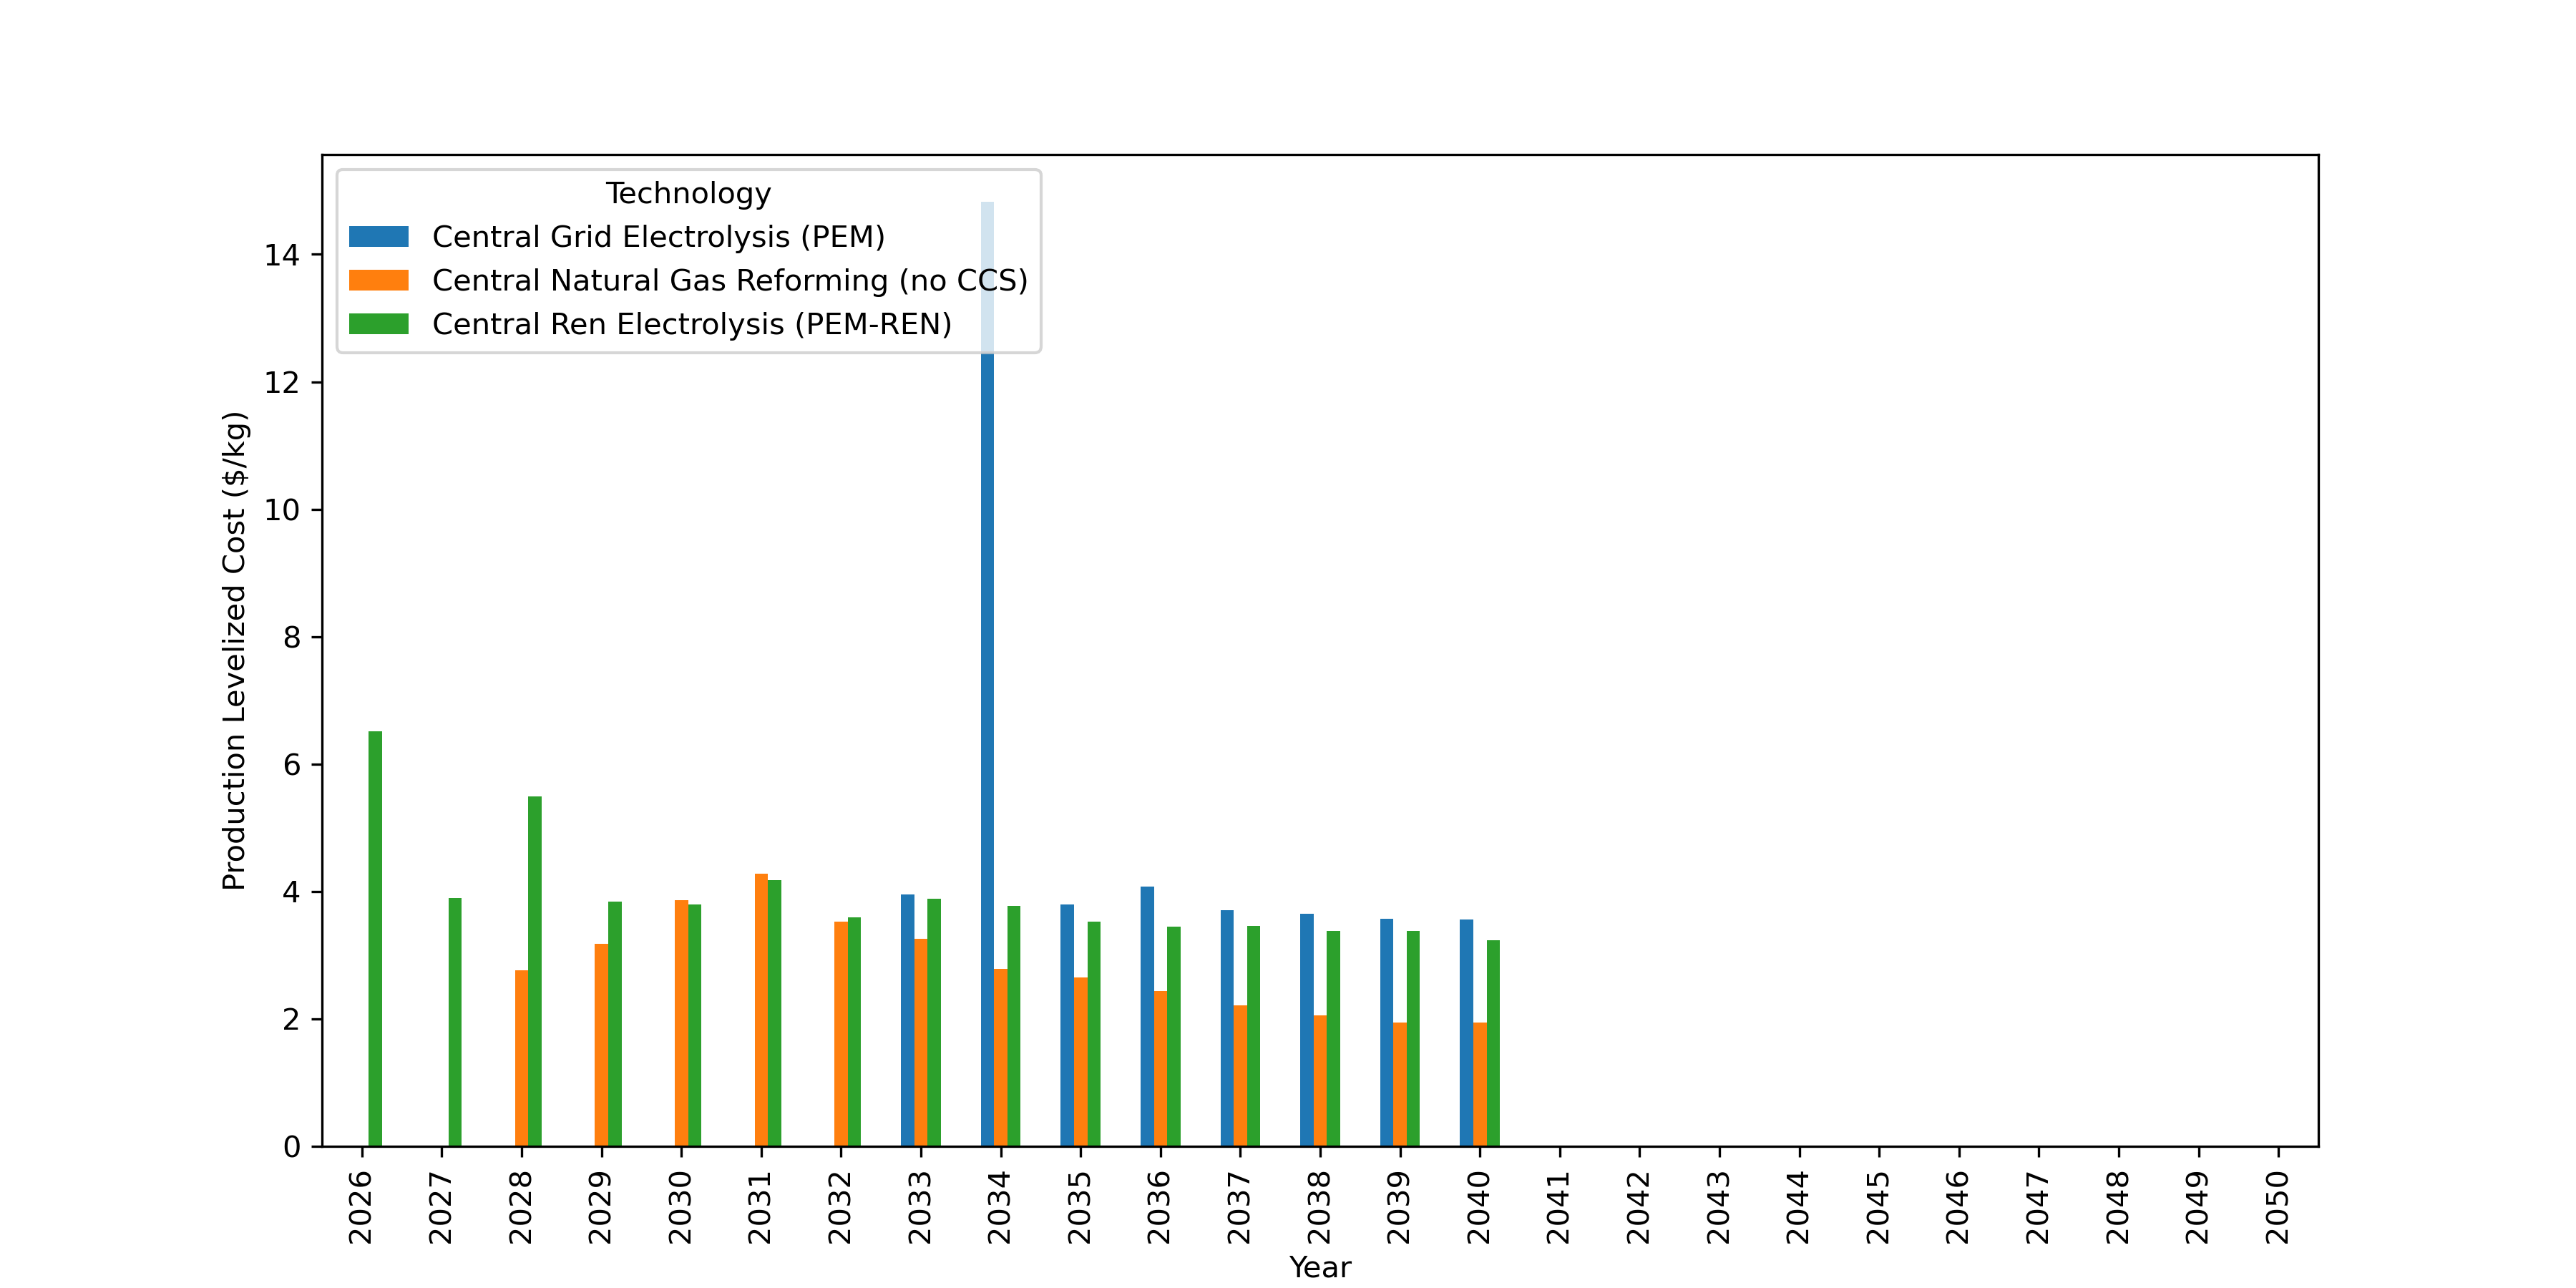 Technology
Central Grid Electrolysis (PEM)
Central Natural Gas Reforming (no CCS)
Central Ren Electrolysis (PEM-REN)
Production Levelized Cost ($/kg)
14
12
10
8
6
4
2
0
2026 2027 2028 2029 2030 2031 2032 2033 2034 2035 2036 2037 2038 2039 2040 2041 2042 2043 2044 2045 2046 2047 2048 2049 2050
Year